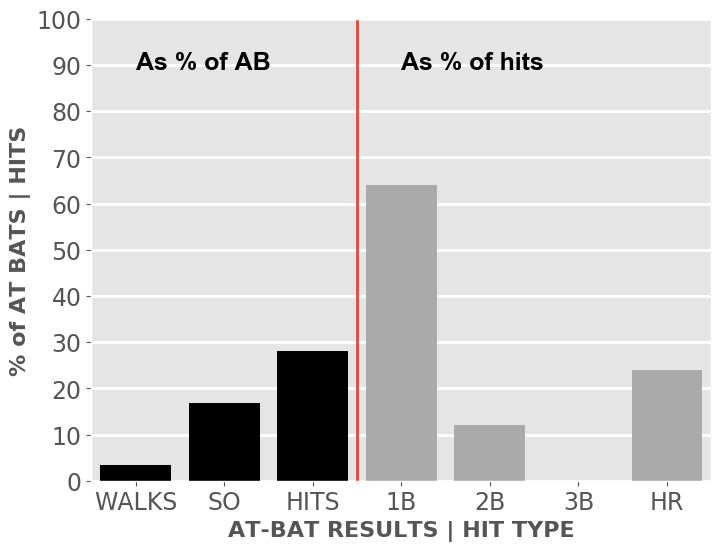 As % of AB
As % of hits
% of AT BATS | HITS
100
90
80
70
60
50
40
30
20
10
0
WALKS SO HITS 1B 2B 3B HR
AT-BAT RESULTS | HIT TYPE